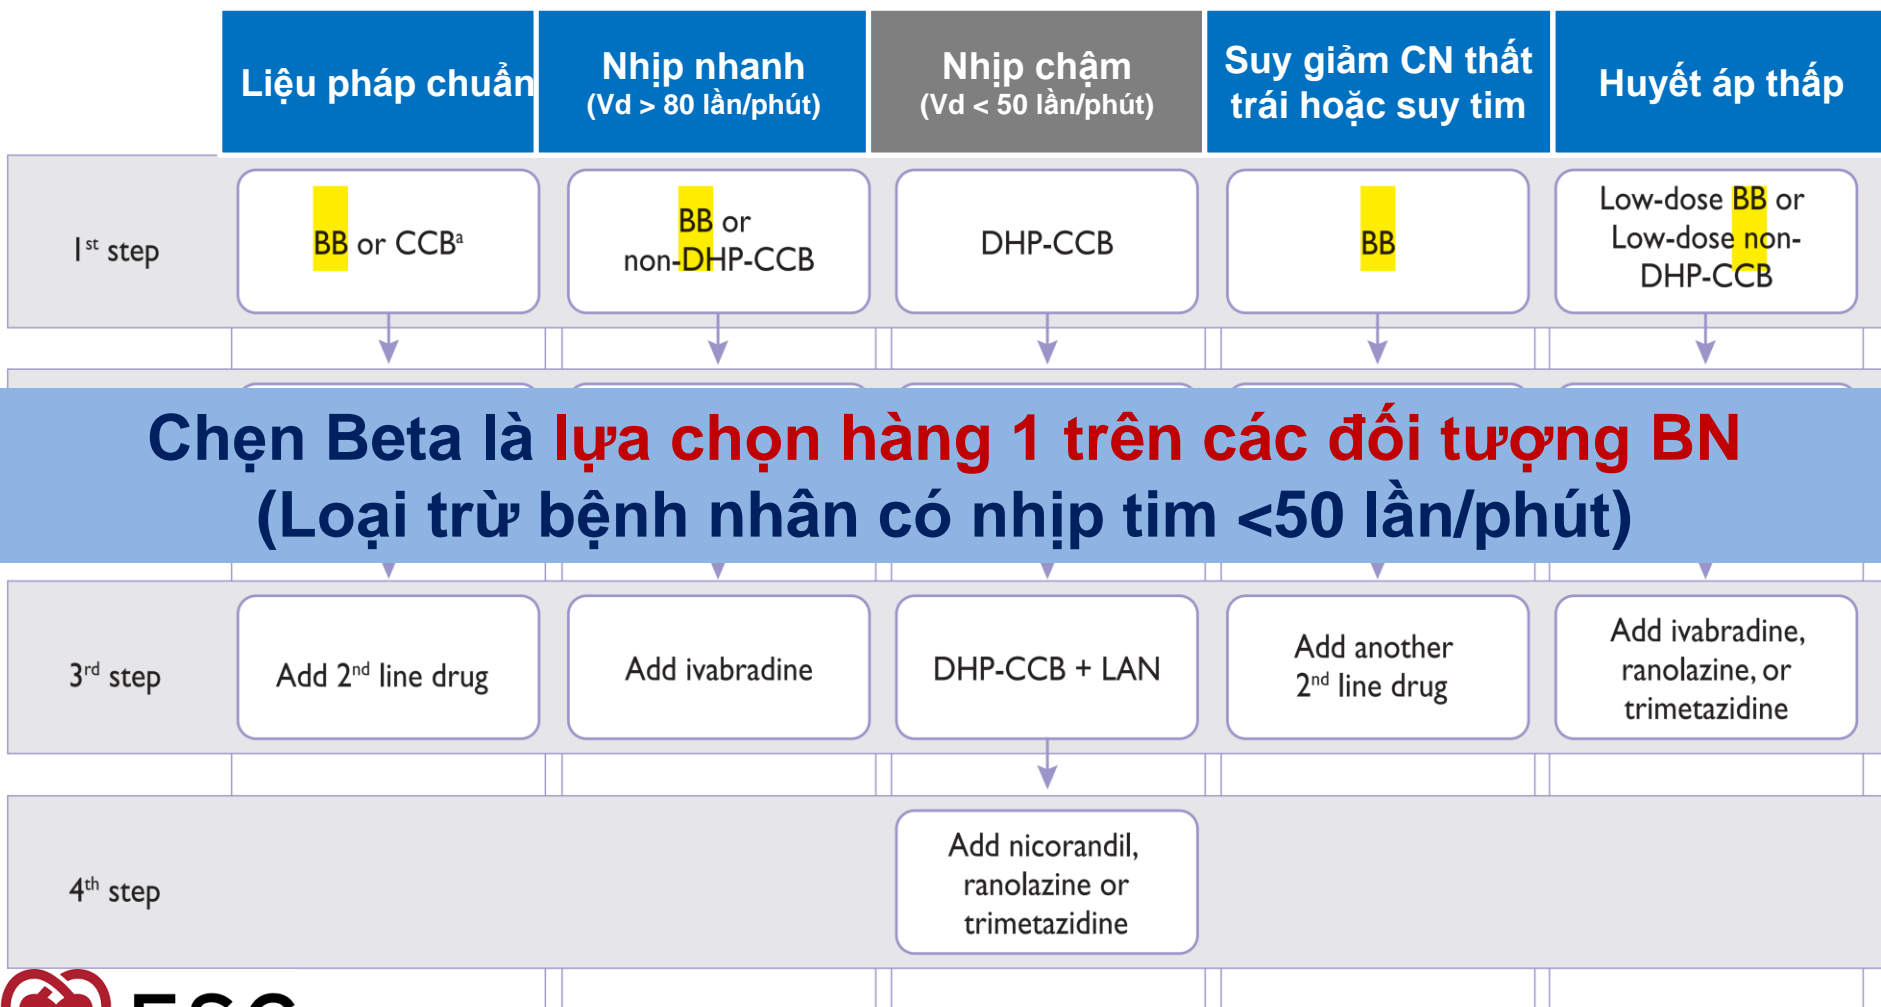 Liệu pháp chuẩn
Nhịp nhanh
(Vd > 80 lần/phút)
Nhịp chậm
(Vd < 50 lần/phút)
Suy giảm CN thất
trái hoặc suy tim
Huyết áp thấp
1st step
BB or CCBa
BB or
non-DHP-CCB
DHP-CCB
BB
Low-dose BB or
Low-dose non-
DHP-CCB
Chẹn Beta là lựa chọn hàng 1 trên các đối tượng BN
(Loại trừ bệnh nhân có nhịp tim <50 lần/phút)
3rd step
Add 2nd line drug
Add ivabradine
DHP-CCB + LAN
Add another
2nd line drug
Add ivabradine,
ranolazine, or
trimetazidine
4th step
Add nicorandil,
ranolazine or
trimetazidine